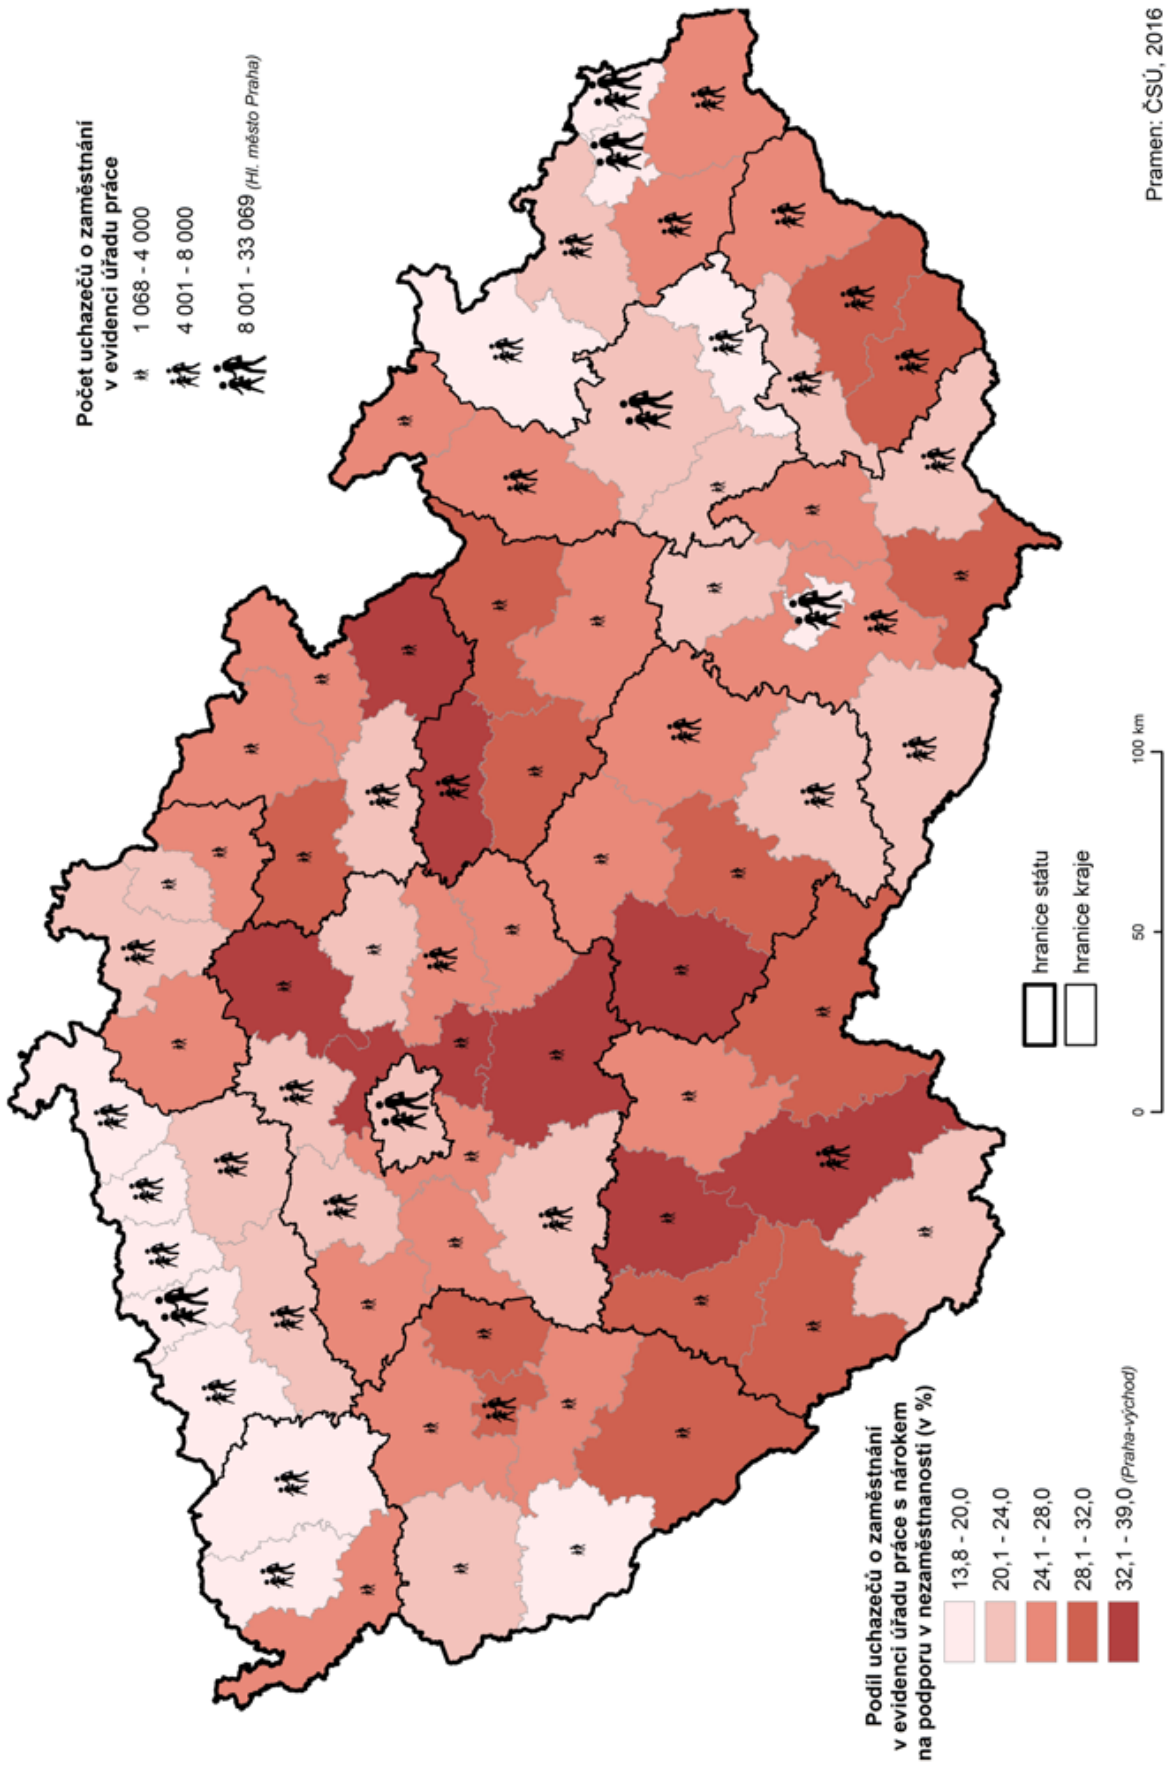 Počet uchazečů o zaměstnání
v evidenci úřadu práce
1 068 - 4 000
4 001 - 8 000
8 001 - 33 069 (Hl. město Praha)
Podíl uchazečů o zaměstnání
v evidenci úřadu práce s nárokem
na podporu v nezaměstnanosti (v %)
13,8 - 20,0
20,1 - 24,0
24,1 - 28,0
28,1 - 32,0
32,1 - 39,0 (Praha-východ)
hranice státu
hranice kraje
0 50 100 km
Pramen: ČSÚ, 2016